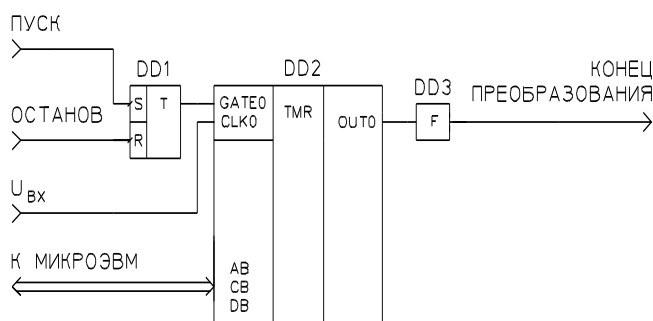 ПУСК
DD1
DD2
DD3
КОНЕЦ
ПРЕОБРАЗОВАНИЯ
S
T
GATE0
CLK0
TMR
OUT0
F
ОСТАНОВ
R
U ВХ
К МИКРОЭВМ
AB
CB
DB